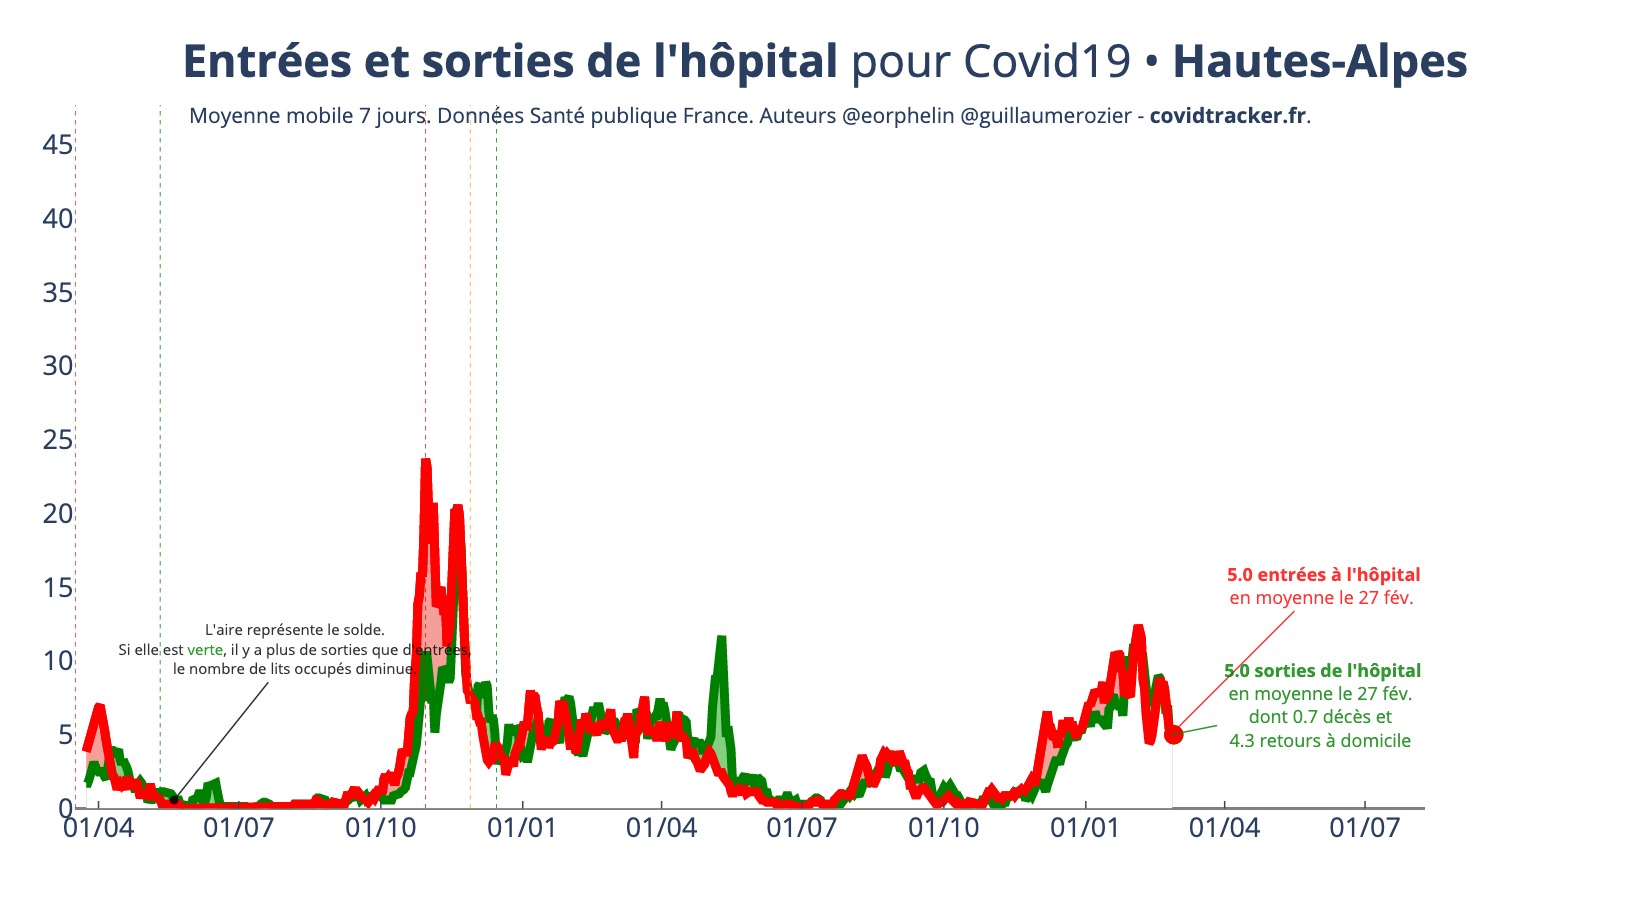 Entrées et sorties de l'hôpital pour Covid19 • Hautes-Alpes
Moyenne mobile 7 jours. Données Santé publique France. Auteurs @eorphelin @guillaumerozier - covidtracker.fr.
45
40
35
30
25
20
15
10
5
0
5.0 entrées à l'hôpital
en moyenne le 27 fév.
L'aire représente le solde.
Si elle est verte, il y a plus de sorties que d'entrées,
le nombre de lits occupés diminue.
5.0 sorties de l'hôpital
en moyenne le 27 fév.
dont 0.7 décès et
4.3 retours à domicile
01/04 01/07 01/10 01/01 01/04 01/07 01/10 01/01 01/04 01/07